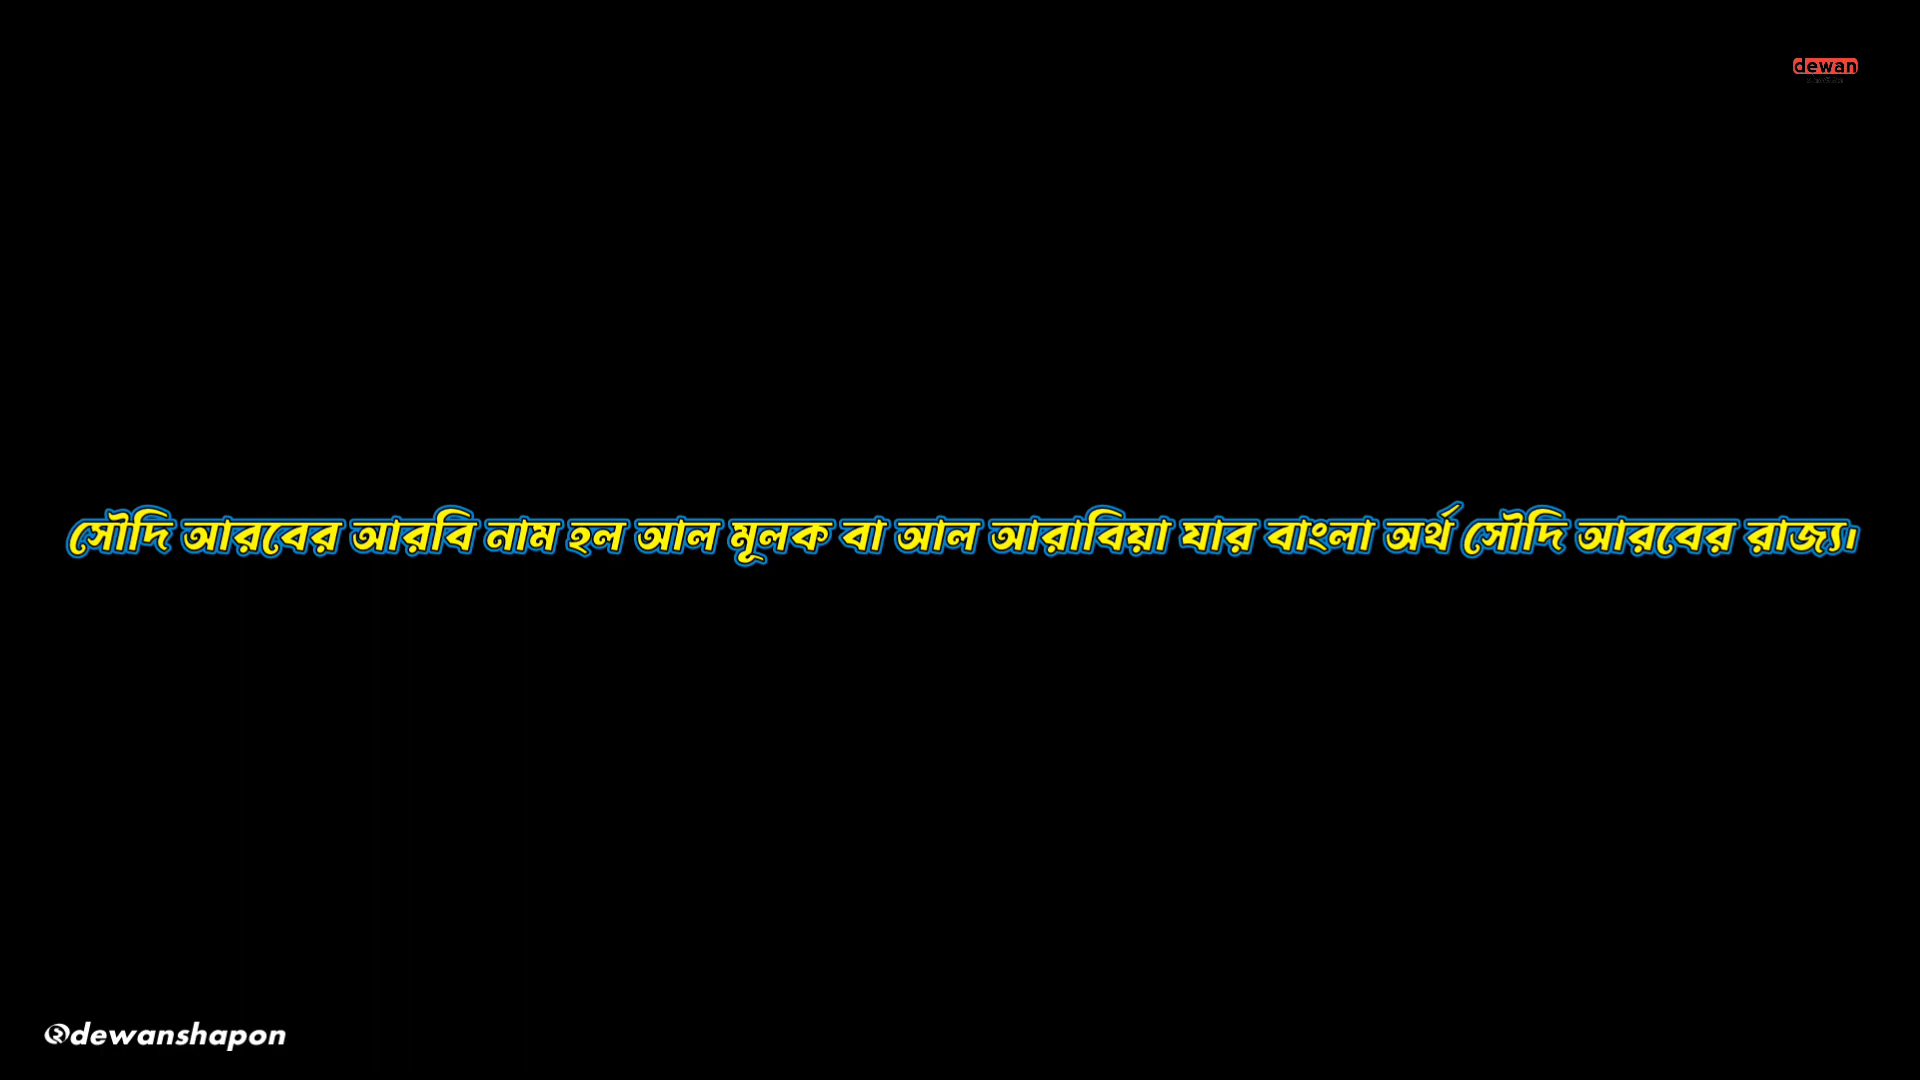 dewan
সৌদি আরবের আরবি নাম হল আল মূলক বা আল আরাবিয়া যার বাংলা অর্থ সৌদি আরবের রাজ্য।
@dewanshapon